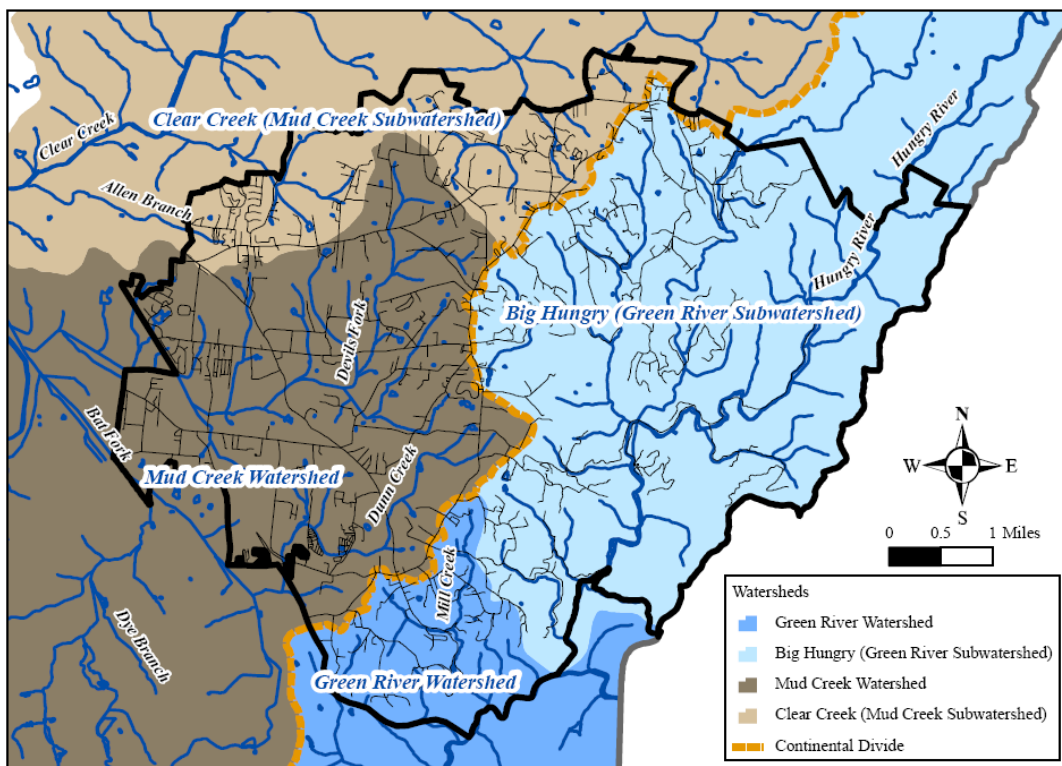 Hungry River
Clear Creek (Mud Creek Subwatershed)
Clear Creek
Allen Branch
Hungry River
Big Hungry (Green River Subwatershed)
Devils Fork
Bat Fork
Mud Creek Watershed
Dunn Creek
Mill Creek
Dye Branch
Green River Watershed
N
W
E
S
0
0.5
1 Miles
Watersheds
Green River Watershed
Big Hungry (Green River Subwatershed)
Mud Creek Watershed
Clear Creek (Mud Creek Subwatershed)
Continental Divide